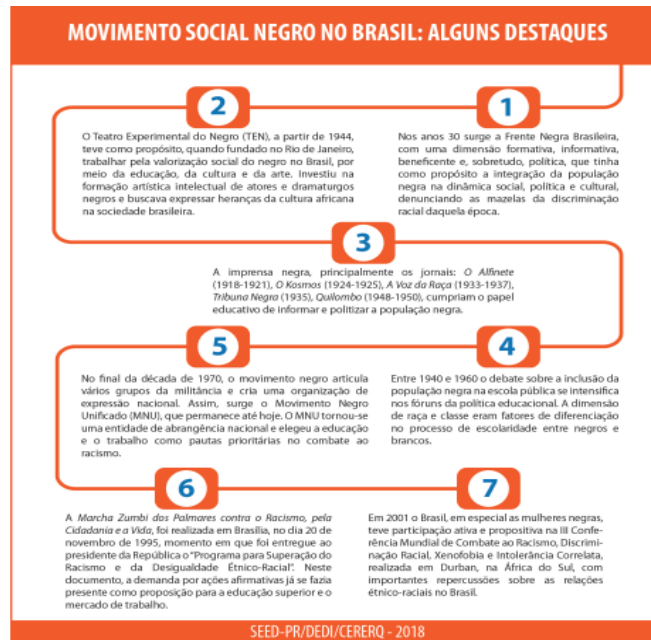 MOVIMENTO SOCIAL NEGRO NO BRASIL: ALGUNS DESTAQUES
1
Nos anos 30 surge a Frente Negra Brasileira,
com uma dimensão formativa, informativa,
beneficente e, sobretudo, política, que tinha
como propósito a integração da população
negra na dinâmica social, política e cultural,
denunciando as mazelas da discriminação
racial daquela época.
2
O Teatro Experimental do Negro (TEN), a partir de 1944,
teve como propósito, quando fundado no Rio de Janeiro,
trabalhar pela valorização social do negro no Brasil, por
meio da educação, da cultura e da arte. Investiu na
formação artística intelectual de atores e dramaturgos
negros e buscava expressar heranças da cultura africana
na sociedade brasileira.
3
A imprensa negra, principalmente os jornais: O Alfinete
(1918-1921), O Kosmos (1924-1925), A Voz da Raça (1933-1937),
Tribuna Negra (1935), Quilombo (1948-1950), cumpriam o papel
educativo de informar e politizar a população negra.
4
Entre 1940 e 1960 o debate sobre a inclusão da
população negra na escola pública se intensifica
nos fóruns da política educacional. A dimensão
de raça e classe eram fatores de diferenciação
no processo de escolaridade entre negros e
brancos.
5
No final da década de 1970, o movimento negro articula
vários grupos da militância e cria uma organização de
expressão nacional. Assim, surge o Movimento Negro
Unificado (MNU), que permanece até hoje. O MNU tornou-se
uma entidade de abrangência nacional e elegeu a educação
e o trabalho como pautas prioritárias no combate ao
racismo.
6
A Marcha Zumbi dos Palmares contra o Racismo, pela
Cidadania e a Vida, foi realizada em Brasília, no dia 20 de
novembro de 1995, momento em que foi entregue ao
presidente da República o "Programa para Superação do
Racismo e da Desigualdade Étnico-Racial". Neste
documento, a demanda por ações afirmativas já se fazia
presente como proposição para a educação superior e o
mercado de trabalho.
7
Em 2001 o Brasil, em especial as mulheres negras,
teve participação ativa e propositiva na III Confe-
rência Mundial de Combate ao Racismo, Discrimi-
nação Racial, Xenofobia e Intolerância Correlata,
realizada em Durban, na África do Sul, com
importantes repercussões sobre as relações
étnico-raciais no Brasil.
SEED-PR/DEDI/CERERQ - 2018